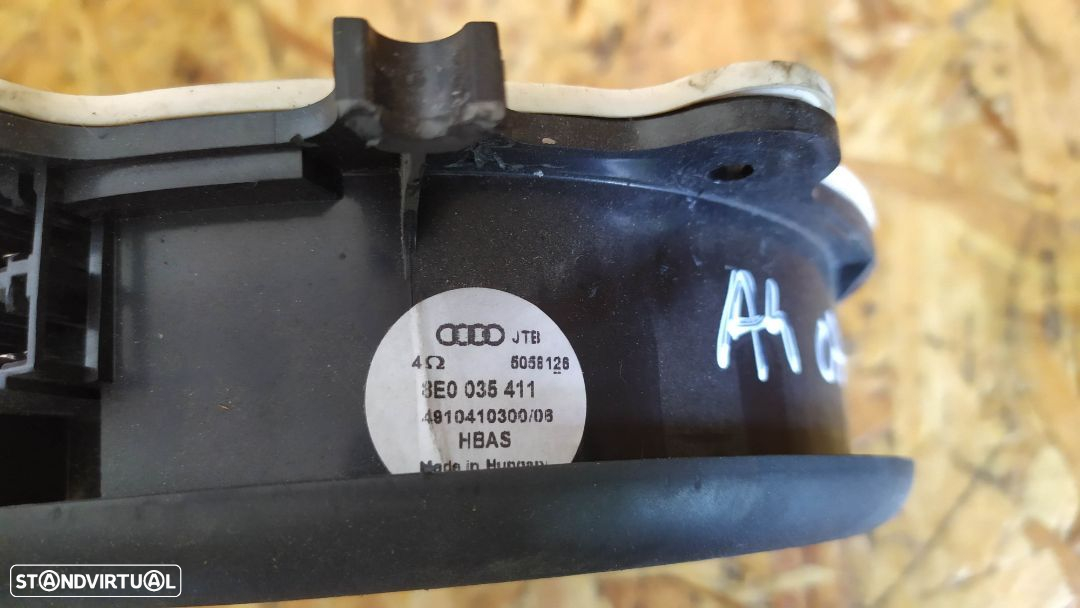 JTB
4Ω 5058126
8E0 035 411
4910410300/06
HBAS
Made in Hungary
A4
STANDVIRTUAL